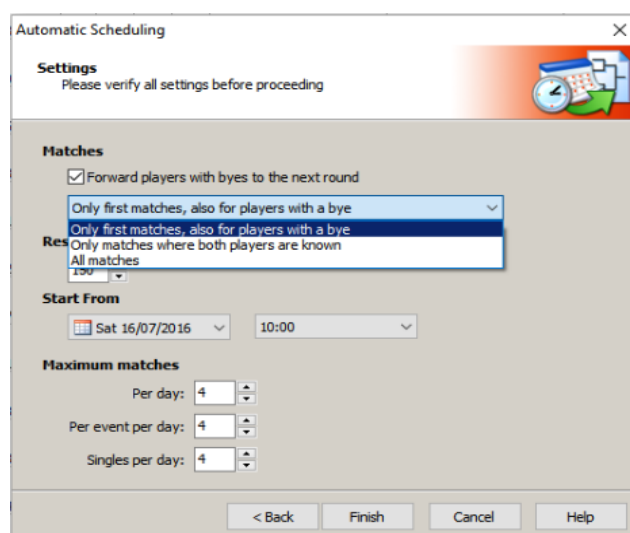 Automatic Scheduling
Settings
Please verify all settings before proceeding
Matches
Forward players with byes to the next round
Only first matches, also for players with a bye
Only first matches, also for players with a bye
Only matches where both players are known
All matches
Res
190
Start From
Sat 16/07/2016 10:00
Maximum matches
Per day: 4
Per event per day: 4
Singles per day: 4
< Back Finish Cancel Help